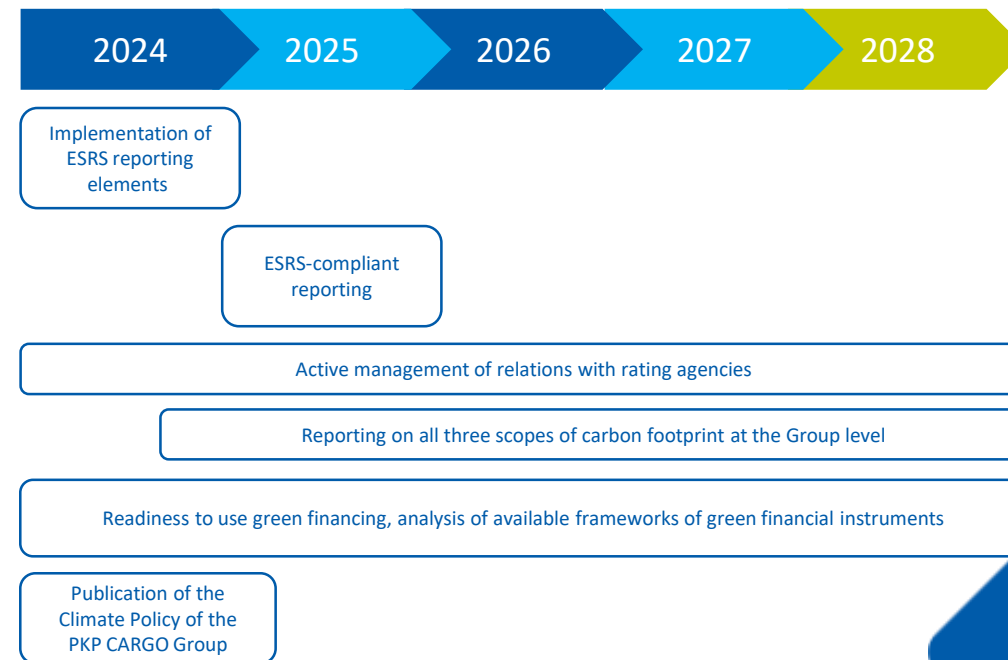 2024
2025
2026
2027
2028
Implementation of
ESRS reporting
elements
ESRS-compliant
reporting
Active management of relations with rating agencies
Reporting on all three scopes of carbon footprint at the Group level
Readiness to use green financing, analysis of available frameworks of green financial instruments
Publication of the
Climate Policy of the
PKP CARGO Group